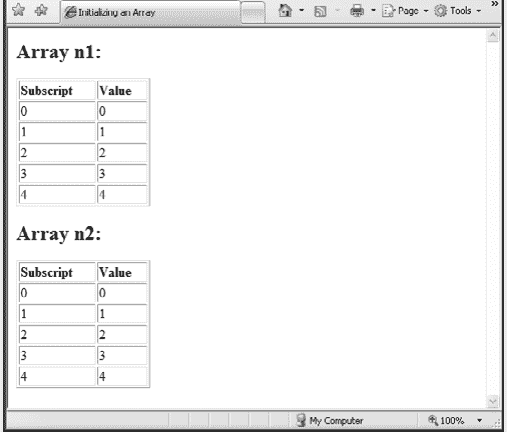 Initializing an Array
Page
Tools
»
Array n1:
Subscript Value
0 0
1 1
2 2
3 3
4 4
Array n2:
Subscript Value
0 0
1 1
2 2
3 3
4 4
My Computer
100%